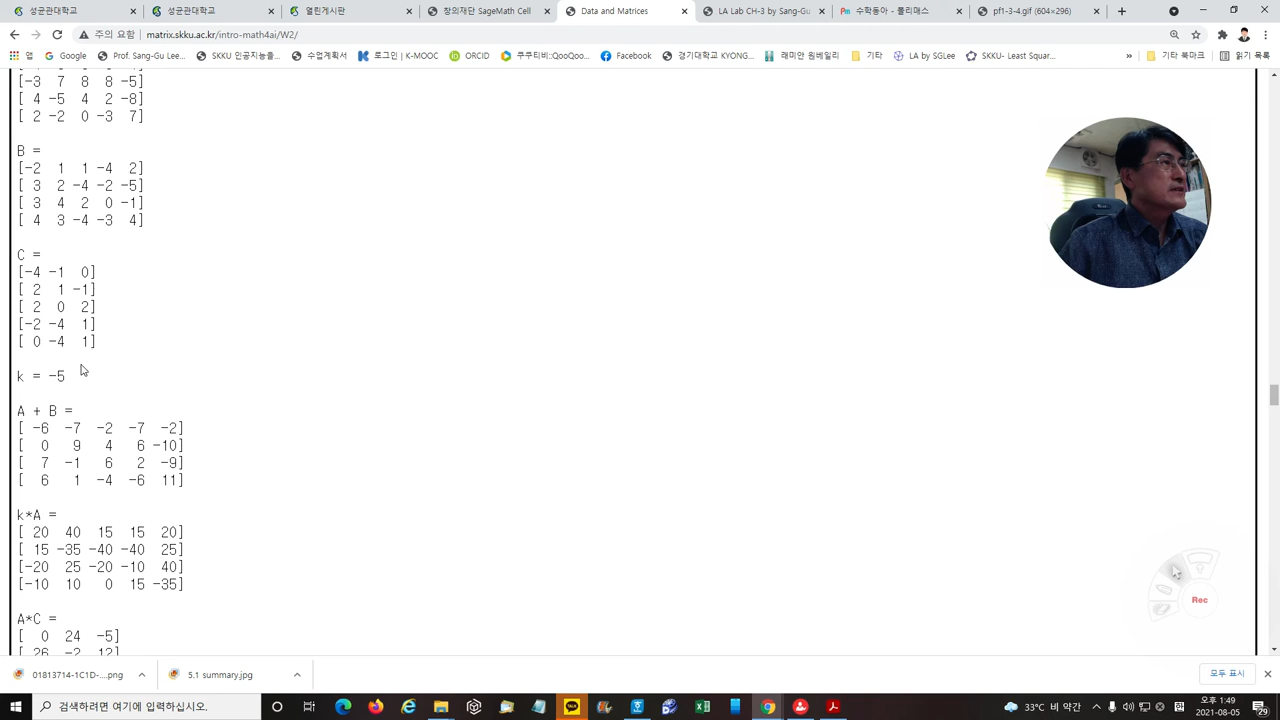 성균관대학교
성균관대학교
열린게시판
창의재단 SageMath Cell
Data and Matrices
LA Lab CH-3 by Sang-Gu
수학동아 - 폴리매스
pf1-3-4.gif (604×296)
주의 요함 | matrix.skku.ac.kr/intro-math4ai/W2/
앱 Google Prof. Sang-Gu Lee... SKKU 인공지능을... 수업계획서 로그인 | K-MOOC ORCID 쿠쿠티비::QooQoo... Facebook 경기대학교 KYONG... 래미안 원베일리 기타 LA by SGLee SKKU- Least Squar... » 기타 북마크 읽기 목록
[-3 7 8 8 -5]
[ 4 -5 4 2 -8]
[ 2 -2 0 -3 7]
B =
[-2 1 1 -4 2]
[ 3 2 -4 -2 -5]
[ 3 4 2 0 -1]
[ 4 3 -4 -3 4]
C =
[-4 -1 0]
[ 2 1 -1]
[ 2 0 2]
[-2 -4 1]
[ 0 -4 1]
k = -5
A + B =
[ -6 -7 -2 -7 -2]
[ 0 9 4 6 -10]
[ 7 -1 6 2 -9]
[ 6 1 -4 -6 11]
k*A =
[ 20 40 15 15 20]
[ 15 -35 -40 -40 25]
[-20 25 -20 -10 40]
[-10 10 0 15 -35]
A*C =
[ 0 24 -5]
[ 26 -2 12]
Rec
01813714-1C1D-....png
5.1 summary.jpg
모두 표시
검색하려면 여기에 입력하십시오.
TALK
33°C 비 약간
오후 1:49
2021-08-05
29